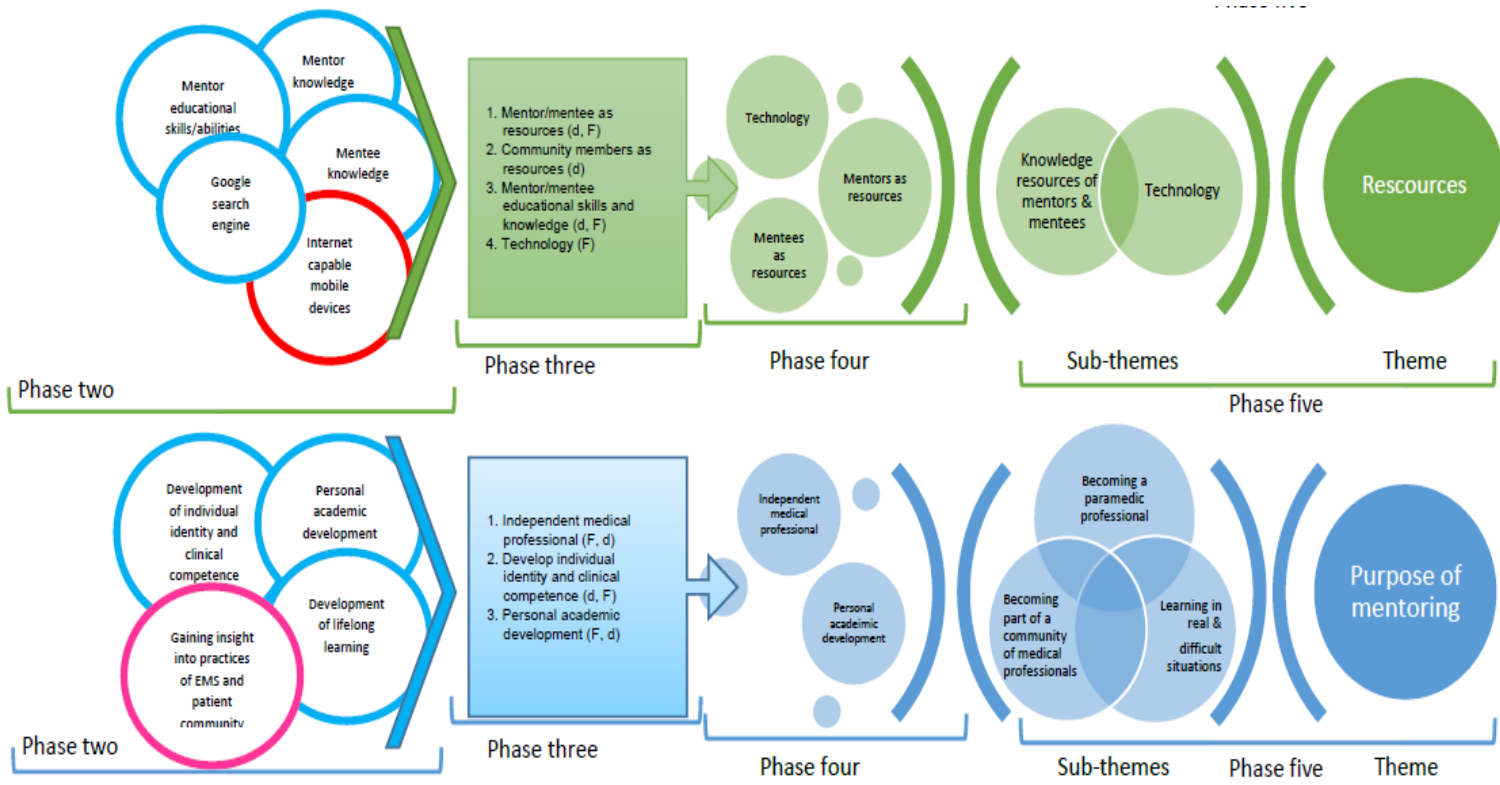 Mentor
knowledge
Mentor
educational
skills/abilities
Mentee
knowledge
Google
search
engine
Internet
capable
mobile
devices
Phase two
1. Mentor/mentee as
resources (d, F)
2. Community members as
resources (d)
3. Mentor/mentee
educational skills and
knowledge (d, F)
4. Technology (F)
Phase three
Technology
Mentors as
resources
Mentees
as
resources
Phase four
Knowledge
resources of
mentors &
mentees
Technology
Sub-themes
Rescources
Theme
Phase five
Development
of individual
identity and
clinical
competence
Personal
academic
development
Development
of lifelong
learning
Gaining insight
into practices
of EMS and
patient
community
Phase two
1. Independent medical
professional (F, d)
2. Develop individual
identity and clinical
competence (d, F)
3. Personal academic
development (F, d)
Phase three
Independent
medical
professional
Personal
acadeimic
development
Phase four
Becoming a
paramedic
professional
Becoming
part of a
community
of medical
professionals
Learning in
real &
difficult
situations
Sub-themes
Phase five
Purpose of
mentoring
Theme